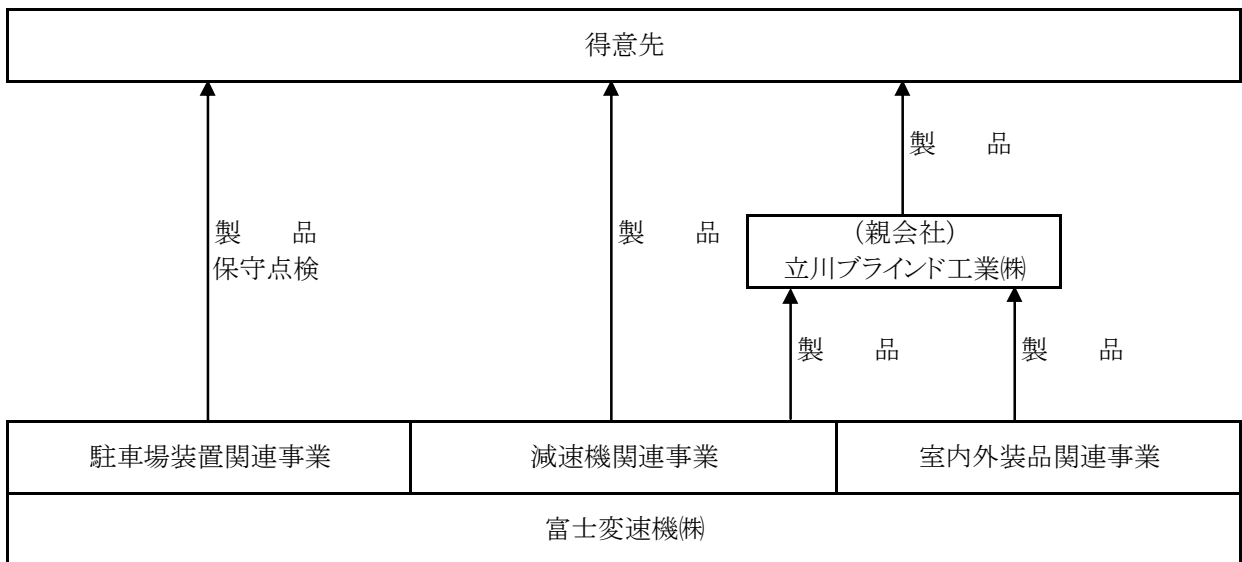 得意先
製　品
(親会社)
立川ブラインド工業㈱
製　品
保守点検
製　品
製　品
製　品
駐車場装置関連事業
減速機関連事業
室内外装品関連事業
富士変速機㈱